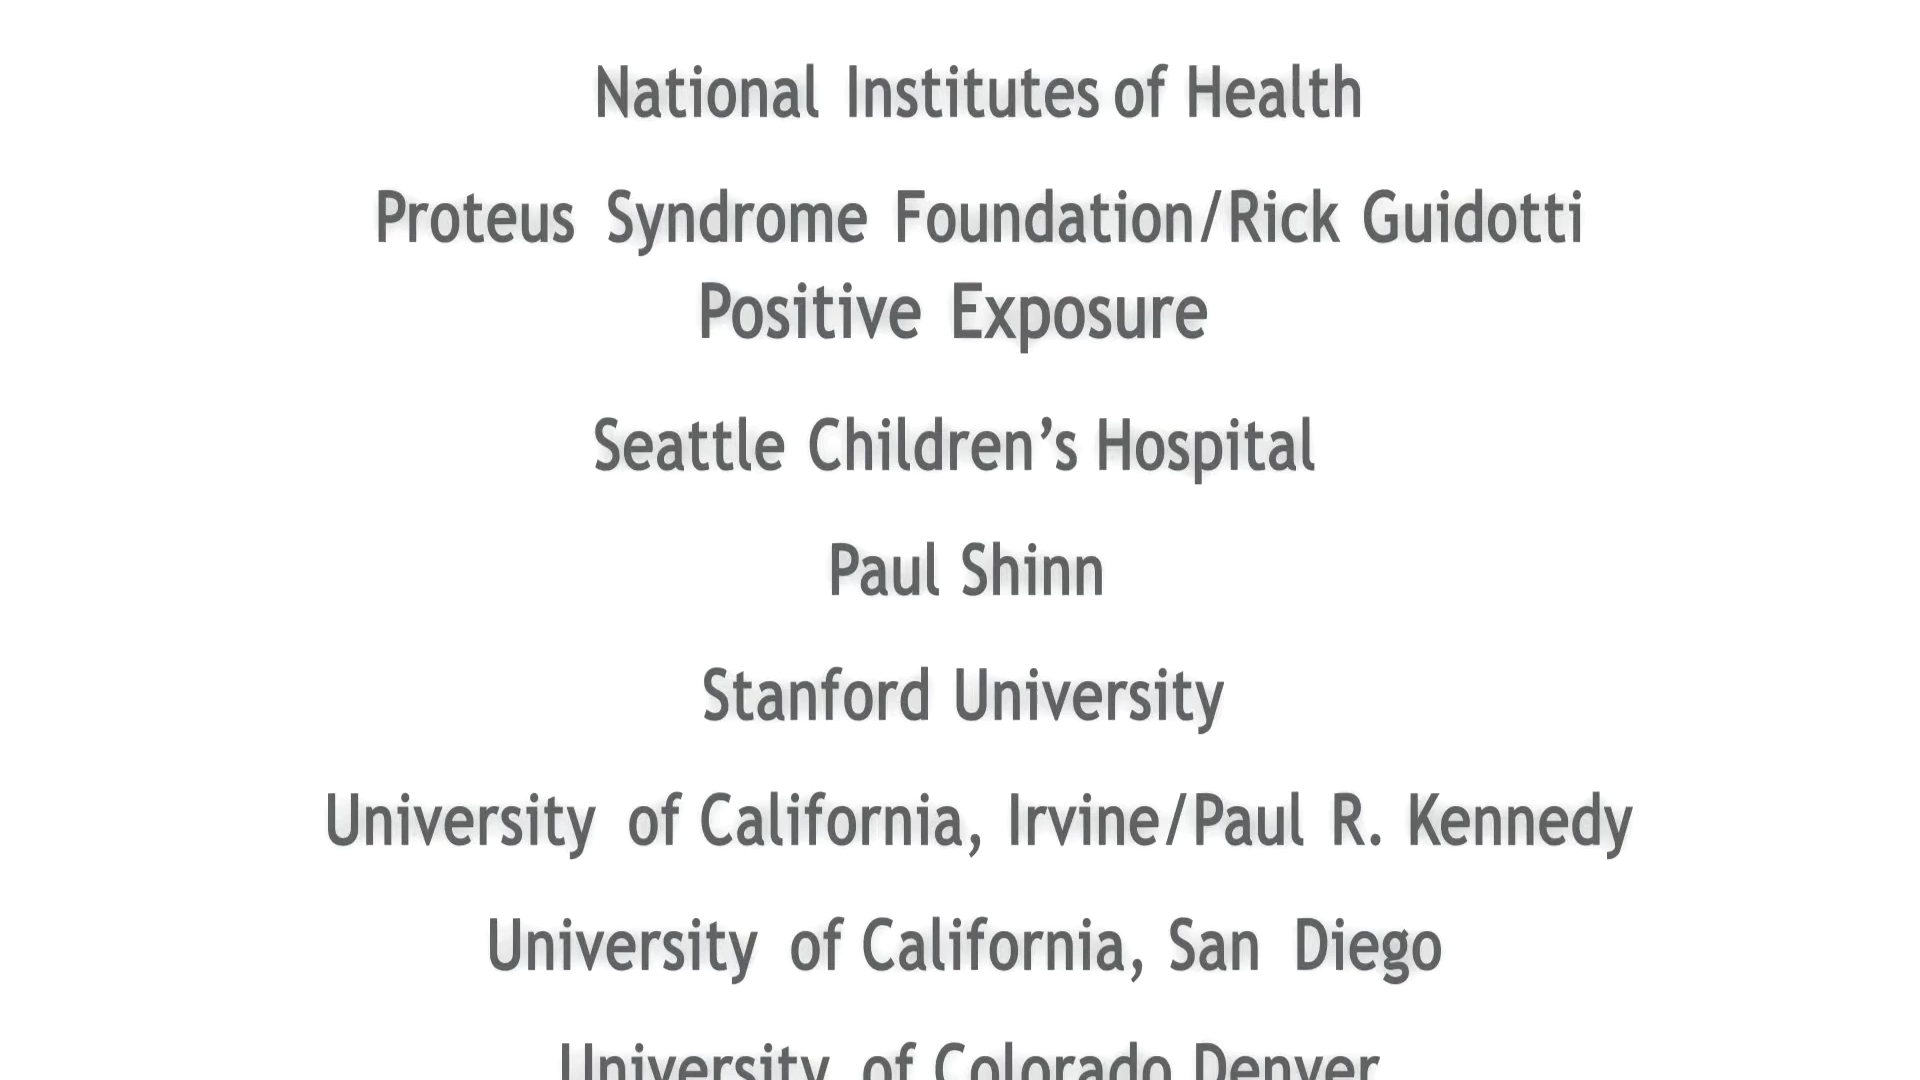 National Institutes of Health
Proteus Syndrome Foundation/Rick Guidotti
Positive Exposure
Seattle Children’s Hospital
Paul Shinn
Stanford University
University of California, Irvine/Paul R. Kennedy
University of California, San Diego
University of Colorado Denver